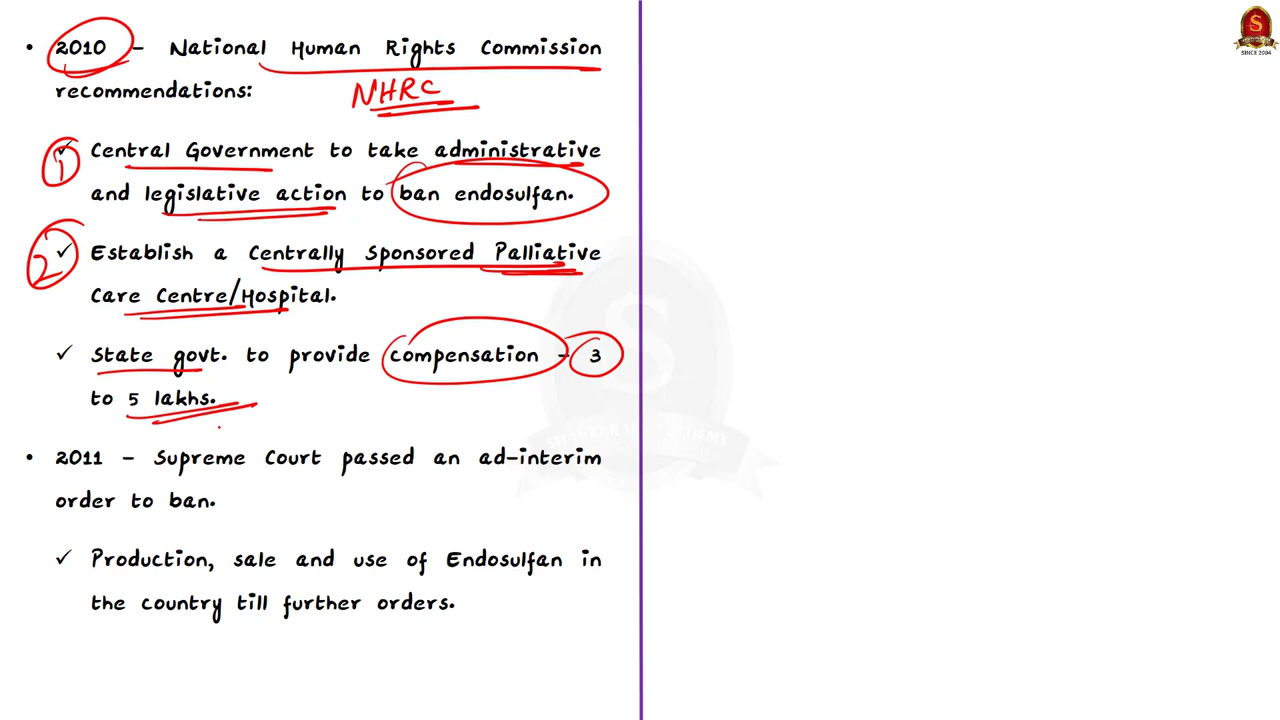 • 2010 – National Human Rights Commission
recommendations:
NHRC
1 ✓ Central Government to take administrative
and legislative action to ban endosulfan.
2 ✓ Establish a Centrally Sponsored Palliative
Care Centre/Hospital.
✓ State govt. to provide compensation – 3
to 5 lakhs.
• 2011 – Supreme Court passed an ad-interim
order to ban.
✓ Production, sale and use of Endosulfan in
the country till further orders.
S
SINCE 2004